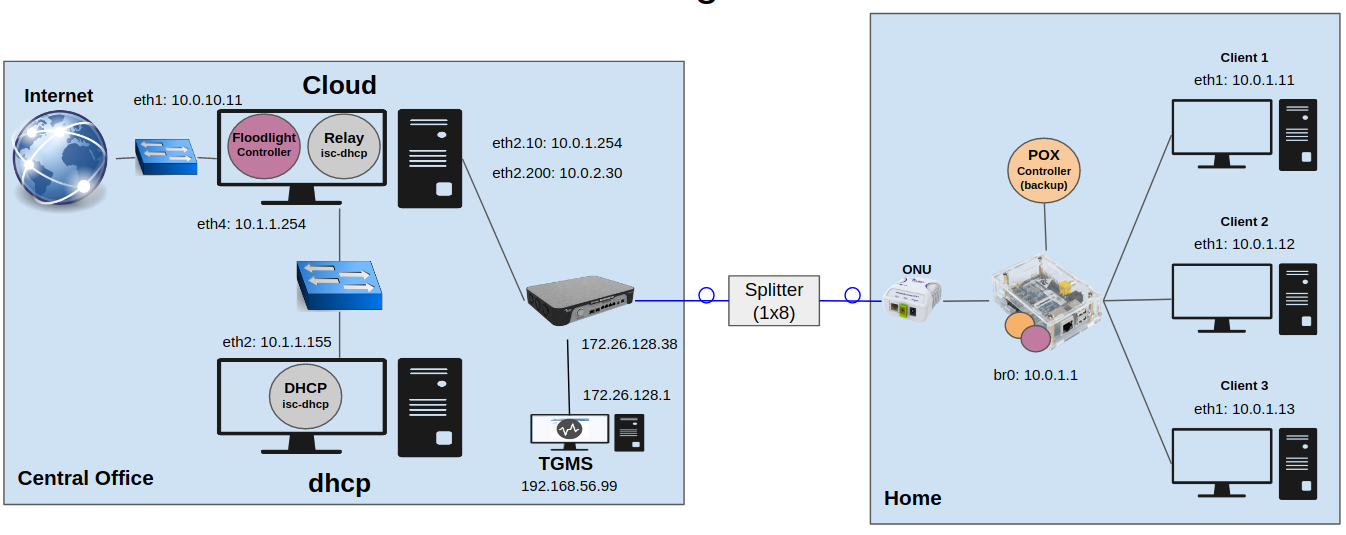 Cloud
Internet
eth1: 10.0.10.11
Floodlight
Controller
Relay
isc-dhcp
eth2.10: 10.0.1.254
eth2.200: 10.0.2.30
eth4: 10.1.1.254
eth2: 10.1.1.155
DHCP
isc-dhcp
dhcp
Central Office
172.26.128.38
172.26.128.1
TGMS
192.168.56.99
Splitter
(1x8)
ONU
POX
Controller
(backup)
br0: 10.0.1.1
Client 1
eth1: 10.0.1.11
Client 2
eth1: 10.0.1.12
Client 3
eth1: 10.0.1.13
Home